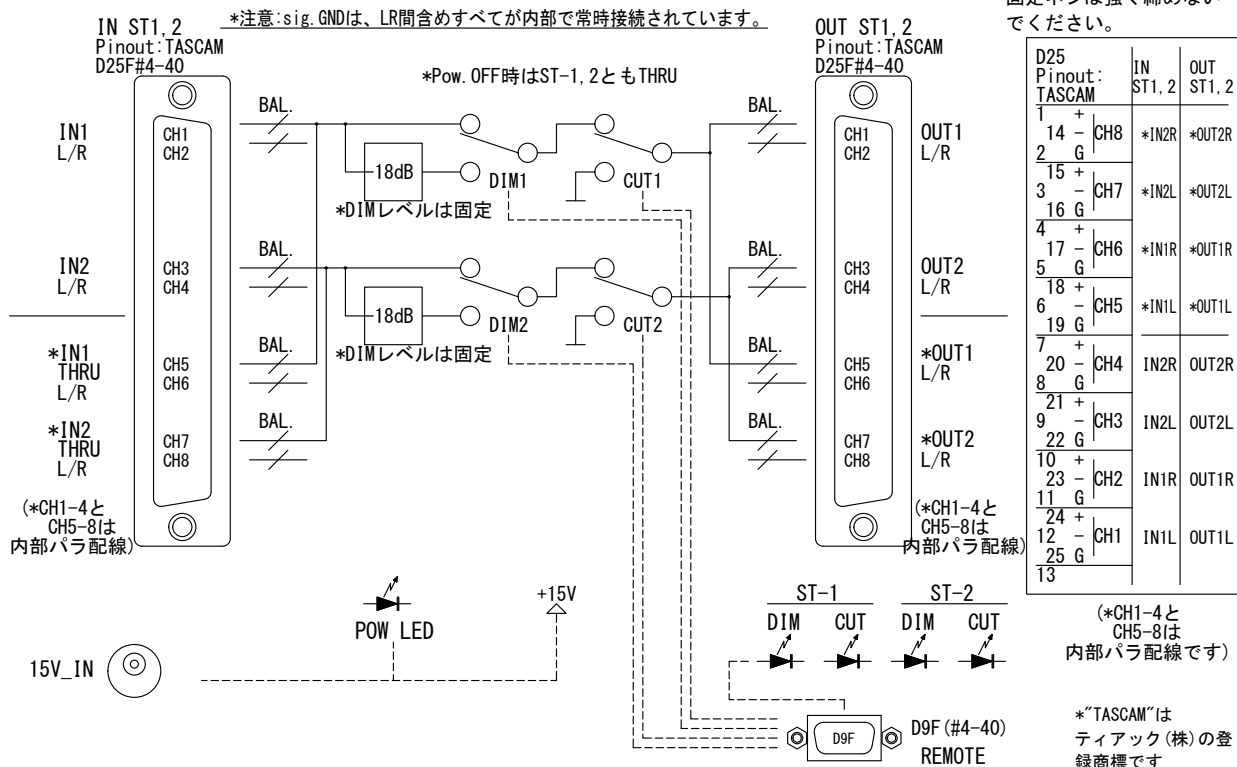 *注意:sig.GNDは、LR間含めすべてが内部で常時接続されています。
でください。
IN ST1,2
Pinout:TASCAM
D25F#4-40
OUT ST1,2
Pinout:TASCAM
D25F#4-40
*Pow.OFF時はST-1,2ともTHRU
IN1
L/R
CH1
CH2
BAL.
18dB
DIM1
*DIMレベルは固定
CUT1
BAL.
CH1
CH2
OUT1
L/R
IN2
L/R
CH3
CH4
BAL.
18dB
DIM2
*DIMレベルは固定
CUT2
BAL.
CH3
CH4
OUT2
L/R
*IN1
THRU
L/R
CH5
CH6
BAL.
BAL.
CH5
CH6
*OUT1
L/R
*IN2
THRU
L/R
CH7
CH8
BAL.
BAL.
CH7
CH8
*OUT2
L/R
(*CH1-4と
CH5-8は
内部パラ配線)
(*CH1-4と
CH5-8は
内部パラ配線)
D25
Pinout:
TASCAM
IN
ST1,2
OUT
ST1,2
1 +
14 - CH8 *IN2R *OUT2R
2 G
15 +
3 - CH7 *IN2L *OUT2L
16 G
4 +
17 - CH6 *IN1R *OUT1R
5 G
18 +
6 - CH5 *IN1L *OUT1L
19 G
7 +
20 - CH4 IN2R OUT2R
8 G
21 +
9 - CH3 IN2L OUT2L
22 G
10 +
23 - CH2 IN1R OUT1R
11 G
24 +
12 - CH1 IN1L OUT1L
25 G
13
(*CH1-4と
CH5-8は
内部パラ配線です)
POW LED
+15V
15V_IN
ST-1
ST-2
DIM
CUT
DIM
CUT
D9F
D9F(#4-40)
REMOTE
*"TASCAM"は
ティアック(株)の登
録商標です